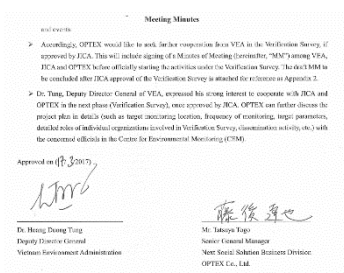 Meeting Minutes
and events
➢ Accordingly, OPTEX would like to seek further cooperation from VEA in the Verification Survey, if
approved by JICA. This will include signing of a Minutes of Meeting (hereinafter, "MM") among VEA,
JICA and OPTEX before officially starting the activities under the Verification Survey. The draft MM to
be concluded after JICA approval of the Verification Survey is attached for reference as Appendix 2.
➢ Dr. Tung, Deputy Director General of VEA, expressed his strong interest to cooperate with JICA and
OPTEX in the next phase (Verification Survey), once approved by JICA. OPTEX can further discuss the
project plan in details (such as target monitoring location, frequency of monitoring, target parameters,
detailed roles of individual organizations involved in Verification Survey, dissemination activity, etc.) with
the concerned officials in the Centre for Environmental Monitoring (CEM).
Approved on (17. 3.2017)
藤後達也
Dr. Hoang Duong Tung
Mr. Tatsuya Togo
Deputy Director General
Senior General Manager
Vietnam Environment Administration
Next Social Solution Business Division
OPTEX Co., Ltd.